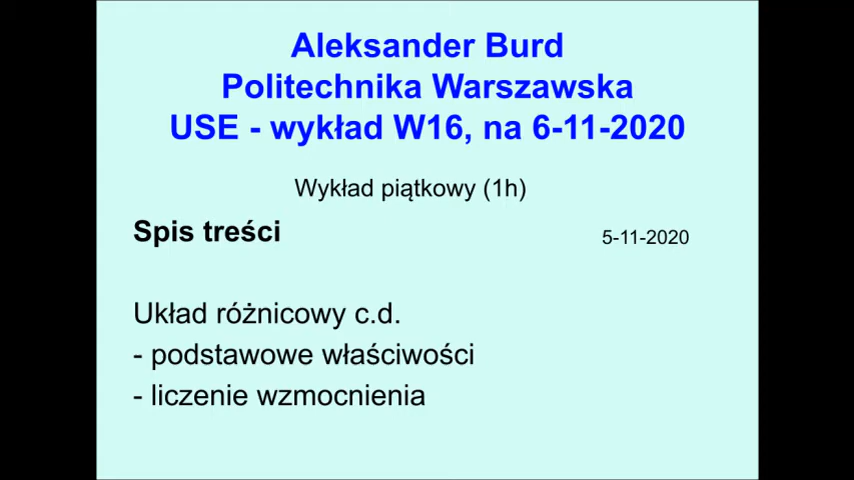 Aleksander Burd
Politechnika Warszawska
USE - wykład W16, na 6-11-2020
Wykład piątkowy (1h)
Spis treści
5-11-2020
Układ różnicowy c.d.
- podstawowe właściwości
- liczenie wzmocnienia